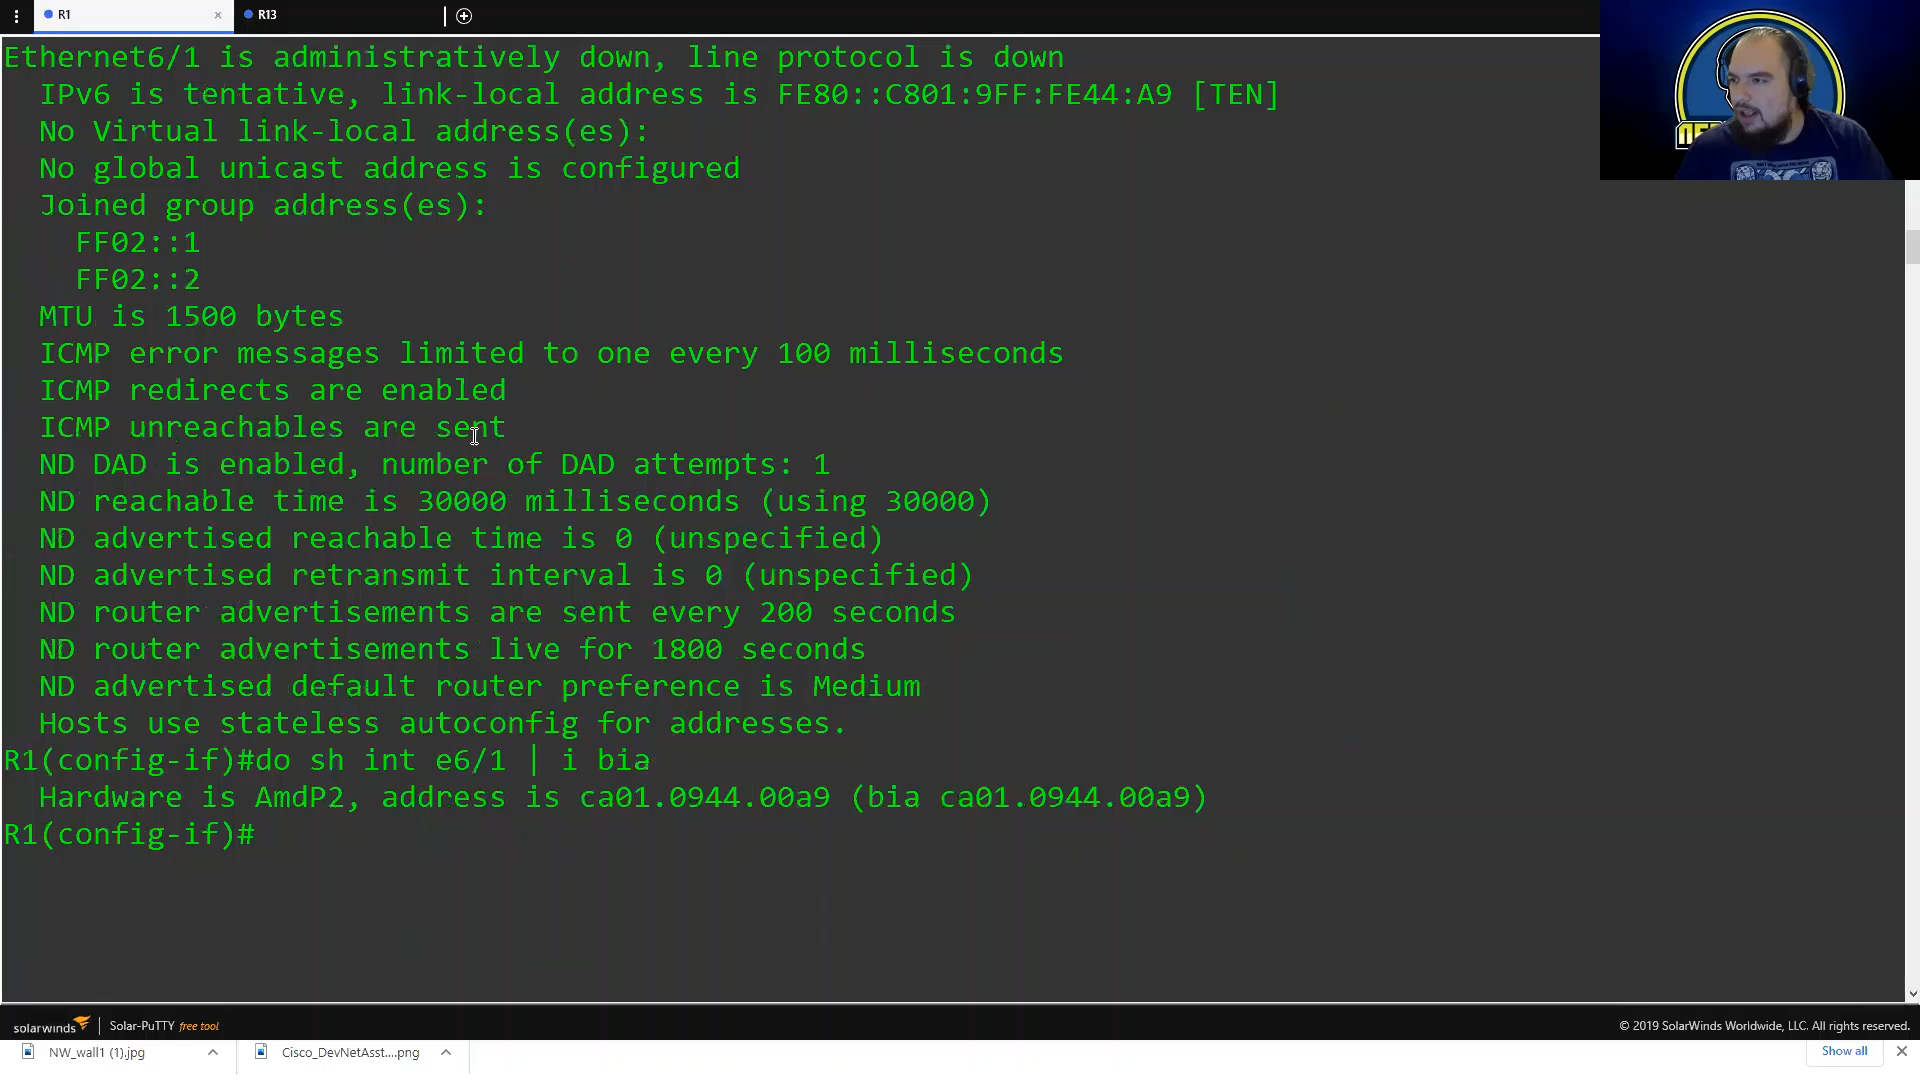 R1
R13
Ethernet6/1 is administratively down, line protocol is down
IPv6 is tentative, link-local address is FE80::C801:9FF:FE44:A9 [TEN]
No Virtual link-local address(es):
No global unicast address is configured
Joined group address(es):
FF02::1
FF02::2
MTU is 1500 bytes
ICMP error messages limited to one every 100 milliseconds
ICMP redirects are enabled
ICMP unreachables are sent
ND DAD is enabled, number of DAD attempts: 1
ND reachable time is 30000 milliseconds (using 30000)
ND advertised reachable time is 0 (unspecified)
ND advertised retransmit interval is 0 (unspecified)
ND router advertisements are sent every 200 seconds
ND router advertisements live for 1800 seconds
ND advertised default router preference is Medium
Hosts use stateless autoconfig for addresses.
R1(config-if)#do sh int e6/1 | i bia
Hardware is AmdP2, address is ca01.0944.00a9 (bia ca01.0944.00a9)
R1(config-if)#
solarwinds | Solar-PuTTY free tool
© 2019 SolarWinds Worldwide, LLC. All rights reserved.
NW_wall1 (1).jpg
Cisco_DevNetAsst....png
Show all